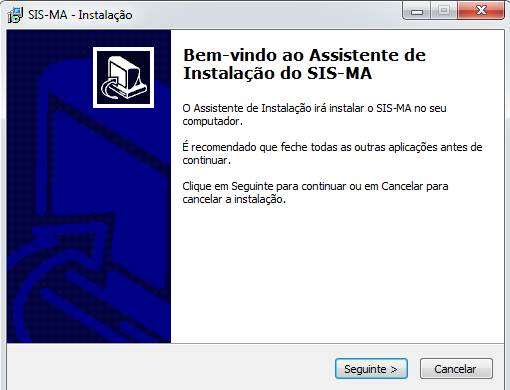 SIS-MA - Instalação
Bem-vindo ao Assistente de
Instalação do SIS-MA
O Assistente de Instalação irá instalar o SIS-MA no seu
computador.
É recomendado que feche todas as outras aplicações antes de
continuar.
Clique em Seguinte para continuar ou em Cancelar para
cancelar a instalação.
Seguinte >
Cancelar